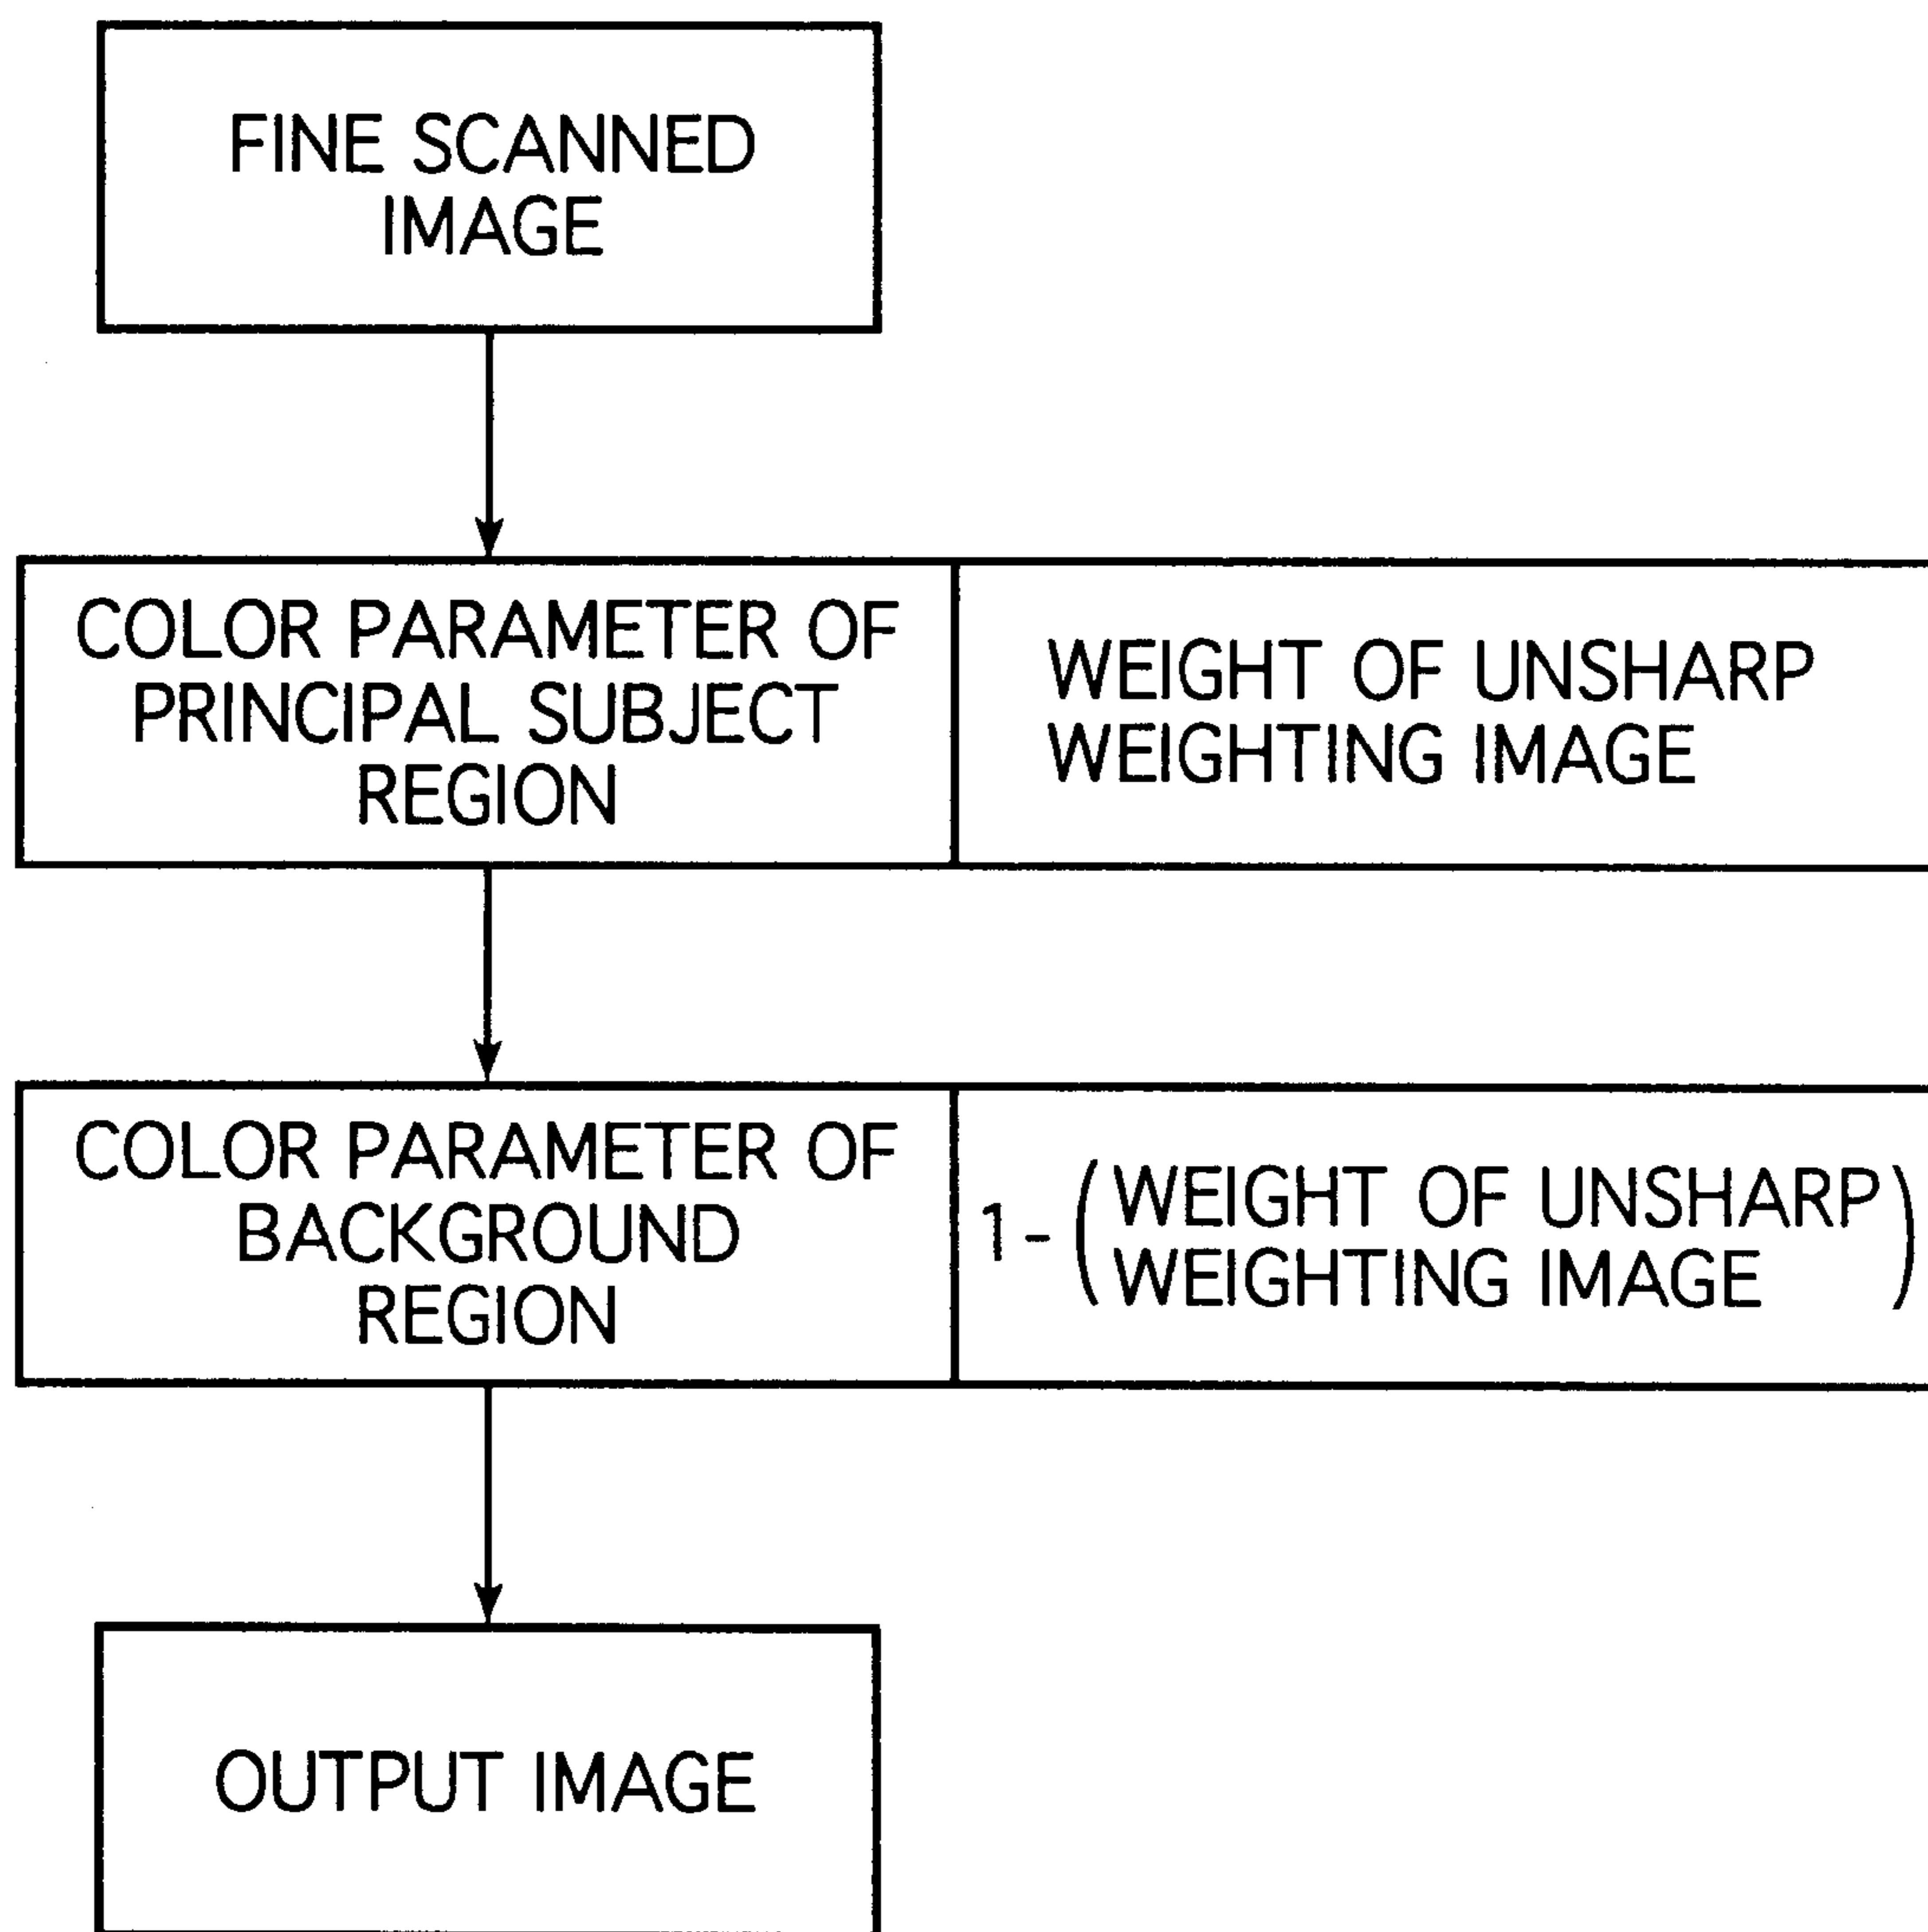 FINE SCANNED
IMAGE
COLOR PARAMETER OF
PRINCIPAL SUBJECT
REGION
WEIGHT OF UNSHARP
WEIGHTING IMAGE
COLOR PARAMETER OF
BACKGROUND
REGION
1 - (WEIGHT OF UNSHARP
WEIGHTING IMAGE)
OUTPUT IMAGE